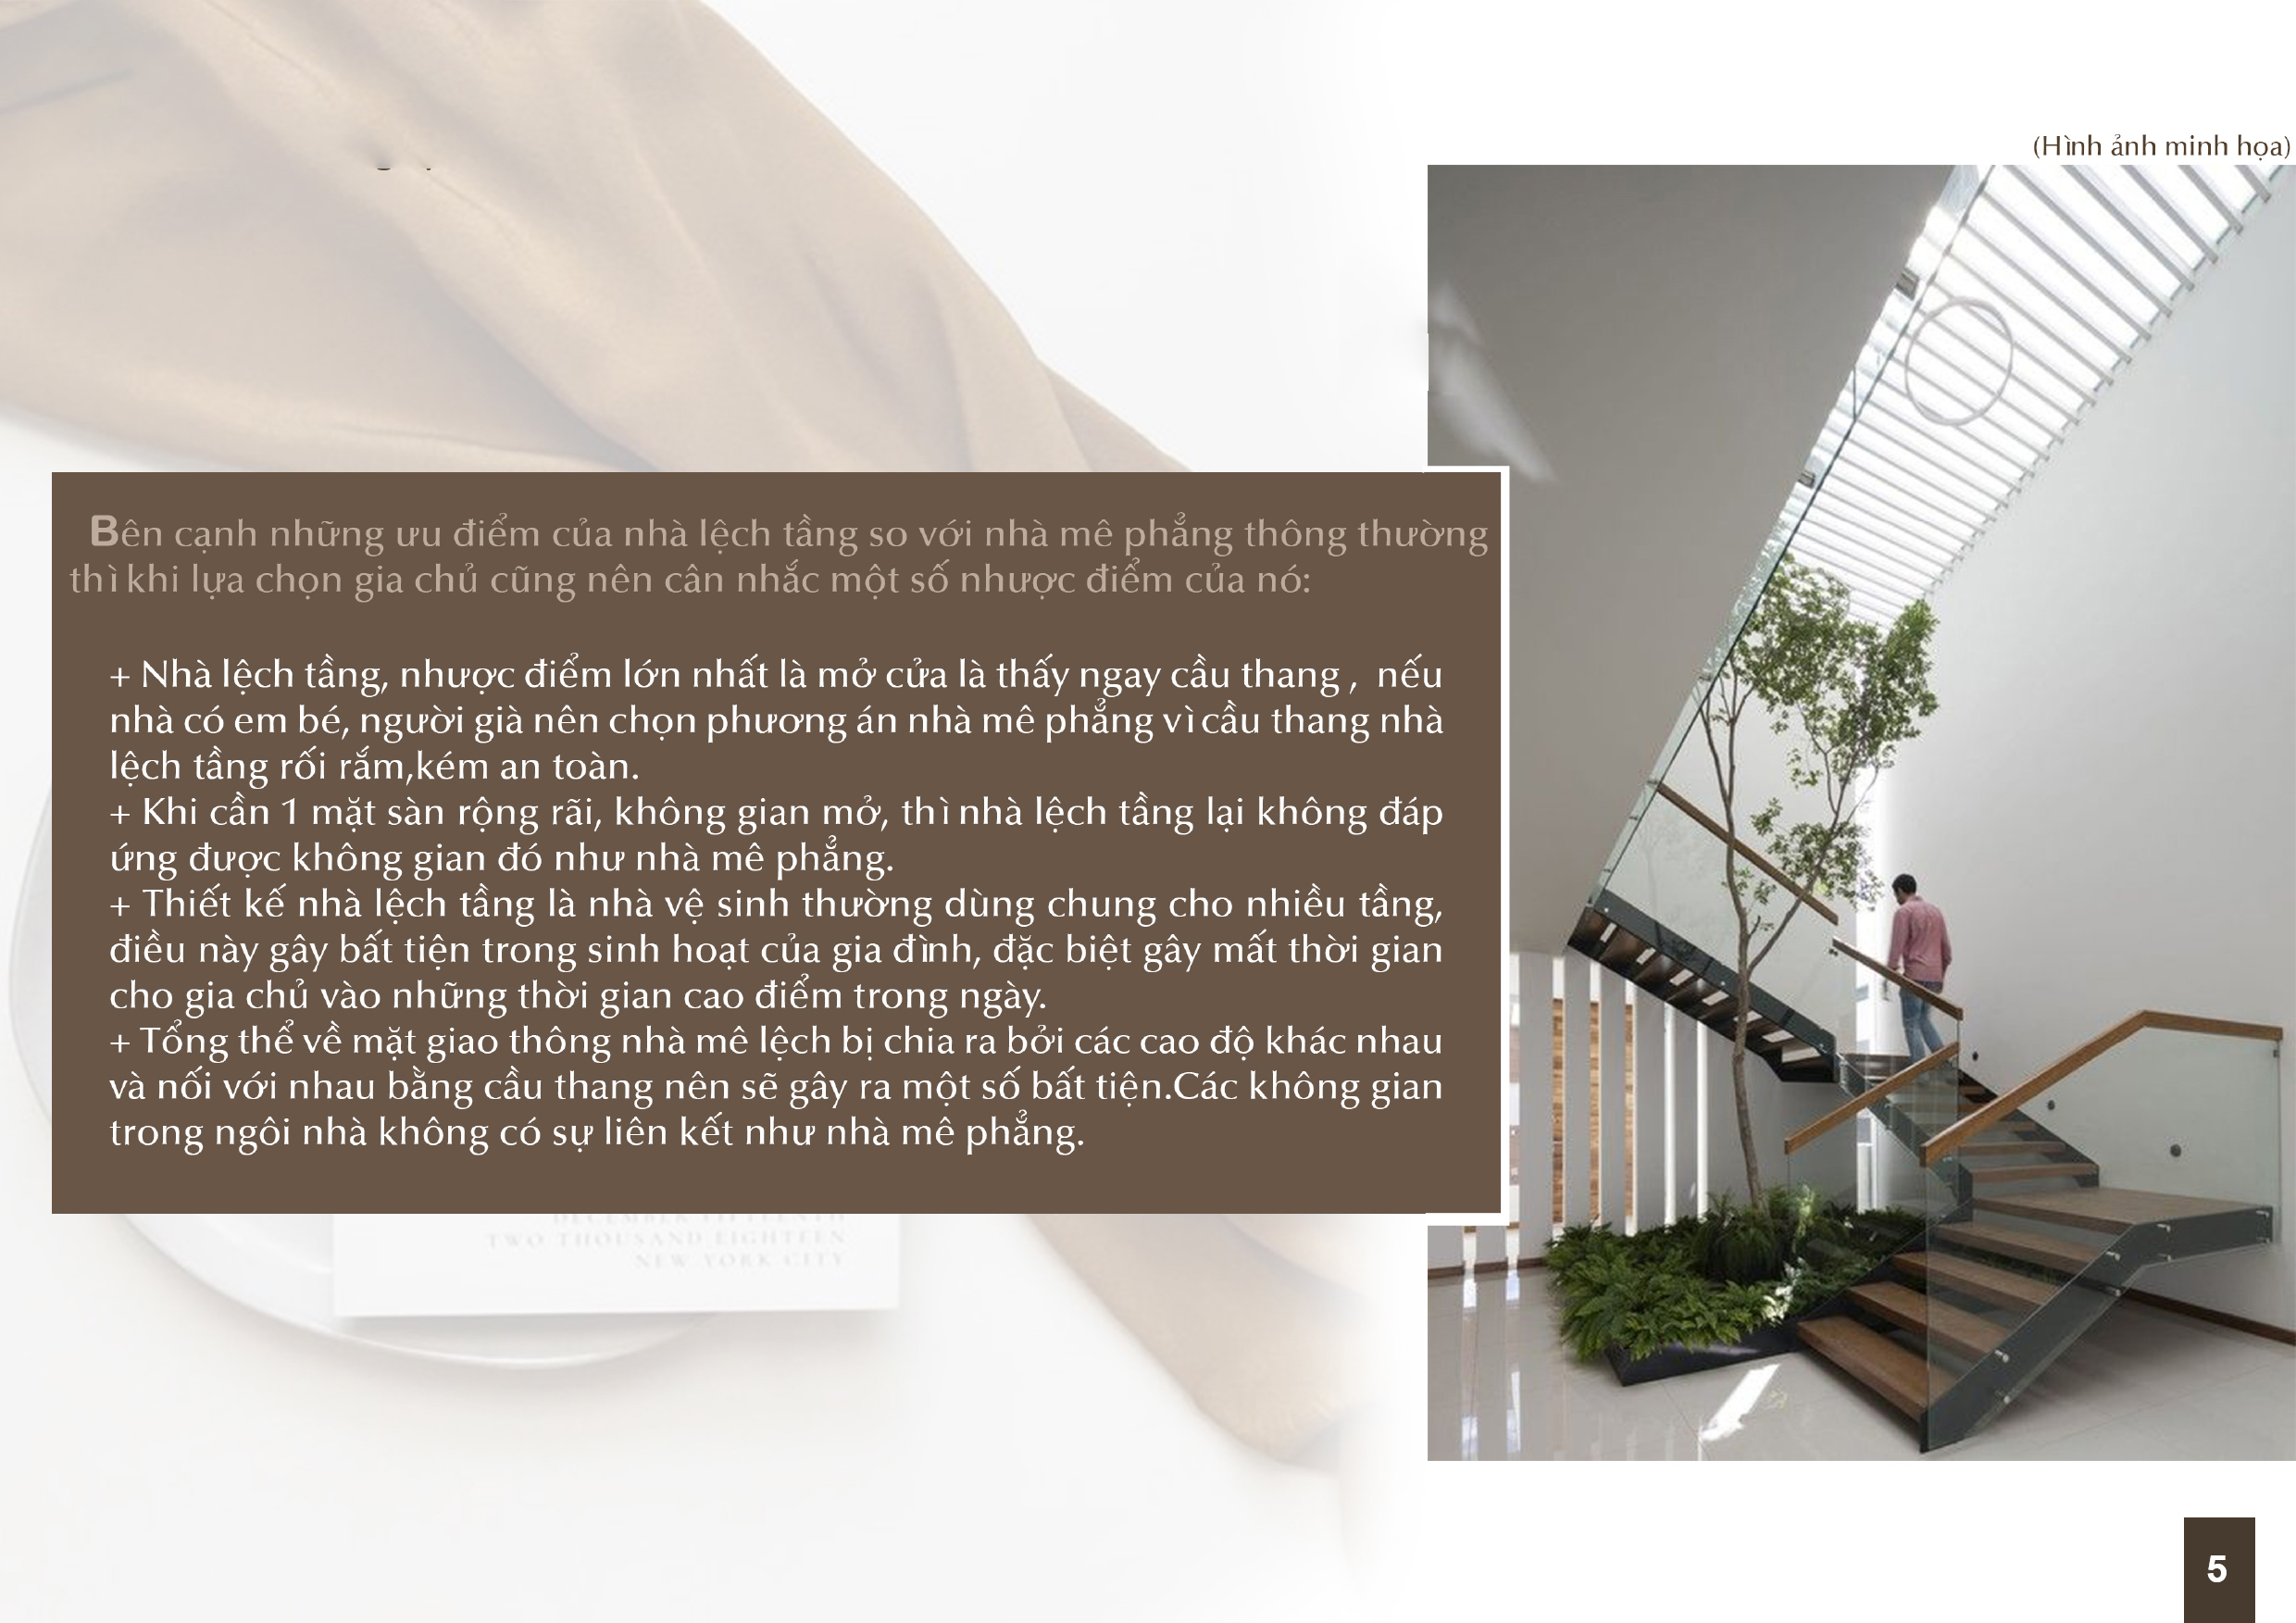 (Hình ảnh minh họa)
Bên cạnh những ưu điểm của nhà lệch tầng so với nhà mê phẳng thông thường
thì khi lựa chọn gia chủ cũng nên cân nhắc một số nhược điểm của nó:
+ Nhà lệch tầng, nhược điểm lớn nhất là mở cửa là thấy ngay cầu thang , nếu
nhà có em bé, người già nên chọn phương án nhà mê phẳng vì cầu thang nhà
lệch tầng rối rắm,kém an toàn.
+ Khi cần 1 mặt sàn rộng rãi, không gian mở, thì nhà lệch tầng lại không đáp
ứng được không gian đó như nhà mê phẳng.
+ Thiết kế nhà lệch tầng là nhà vệ sinh thường dùng chung cho nhiều tầng,
điều này gây bất tiện trong sinh hoạt của gia đình, đặc biệt gây mất thời gian
cho gia chủ vào những thời gian cao điểm trong ngày.
+ Tổng thể về mặt giao thông nhà mê lệch bị chia ra bởi các cao độ khác nhau
và nối với nhau bằng cầu thang nên sẽ gây ra một số bất tiện.Các không gian
trong ngôi nhà không có sự liên kết như nhà mê phẳng.
DECEMBER FIFTEENTH
TWO THOUSAND EIGHTEEN
NEW YORK CITY
5